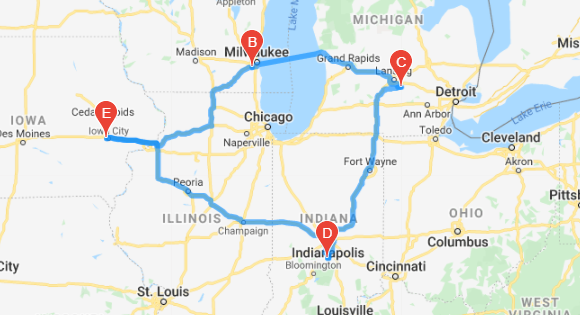 Appleton
MICHIGAN
Lake M
B
Madison
Milwaukee
Grand Rapids
Lansing
C
Detroit
Ann Arbor
Lake Erie
IOWA
Cedar Rapids
E
Iowa City
Des Moines
Chicago
Naperville
Toledo
Cleveland
Akron
Fort Wayne
Pittsb
Peoria
ILLINOIS
Champaign
INDIANA
D
Indianapolis
Bloomington
OHIO
Columbus
Cincinnati
City
St. Louis
Louisville
WEST
VIRGINIA